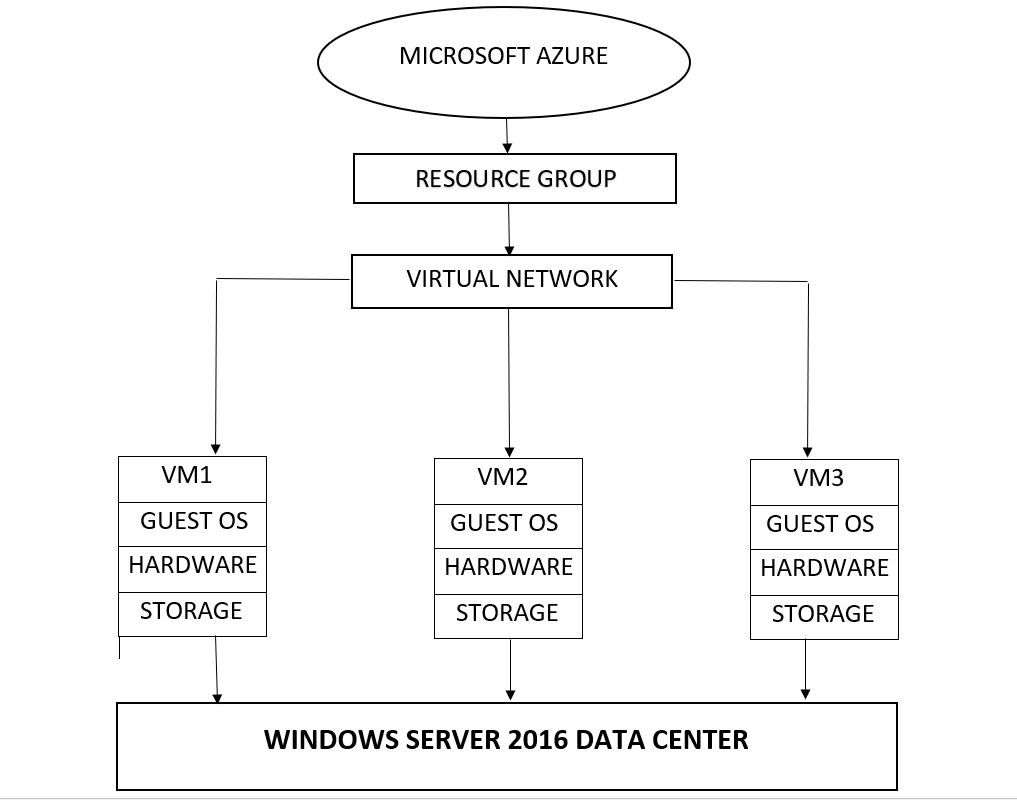 MICROSOFT AZURE
RESOURCE GROUP
VIRTUAL NETWORK
VM1
GUEST OS
HARDWARE
STORAGE
VM2
GUEST OS
HARDWARE
STORAGE
VM3
GUEST OS
HARDWARE
STORAGE
WINDOWS SERVER 2016 DATA CENTER